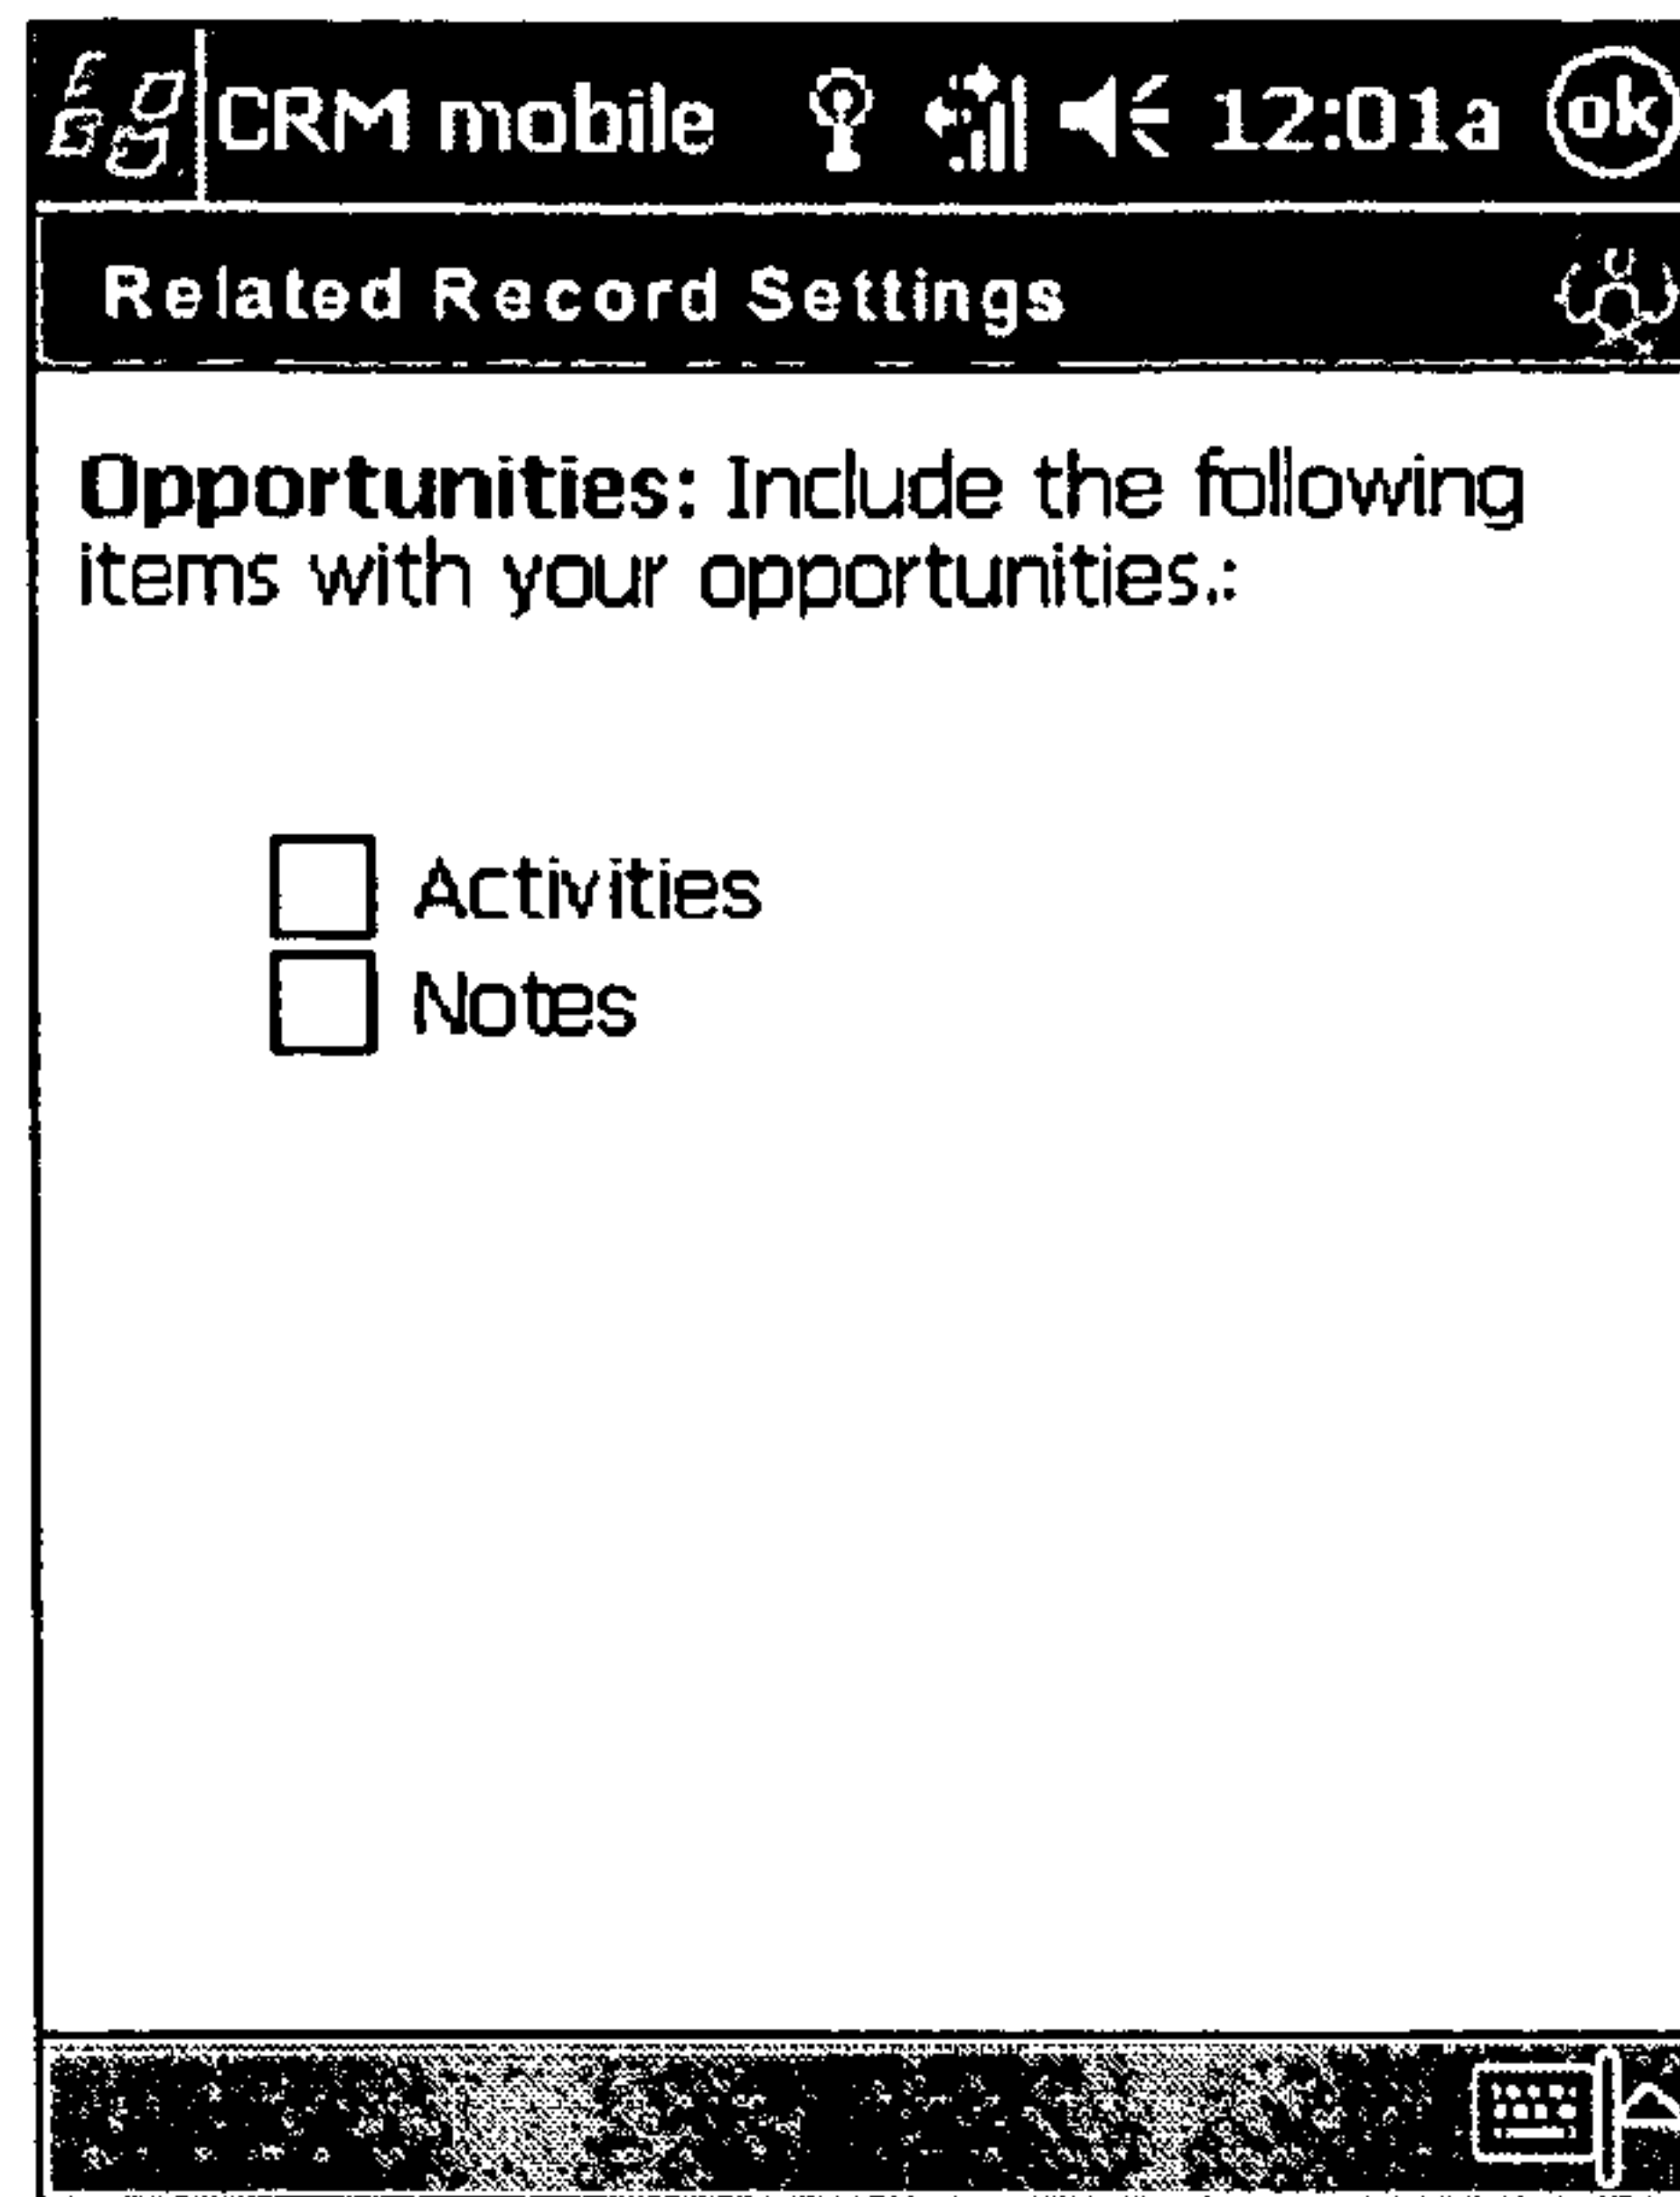 CRM mobile 12:01a ok
Related Record Settings
Opportunities: Include the following
items with your opportunities.:
Activities
Notes